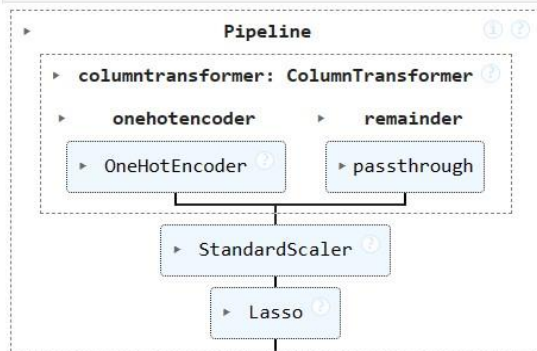 Pipeline
columntransformer: ColumnTransformer
onehotencoder remainder
OneHotEncoder passthrough
StandardScaler
Lasso